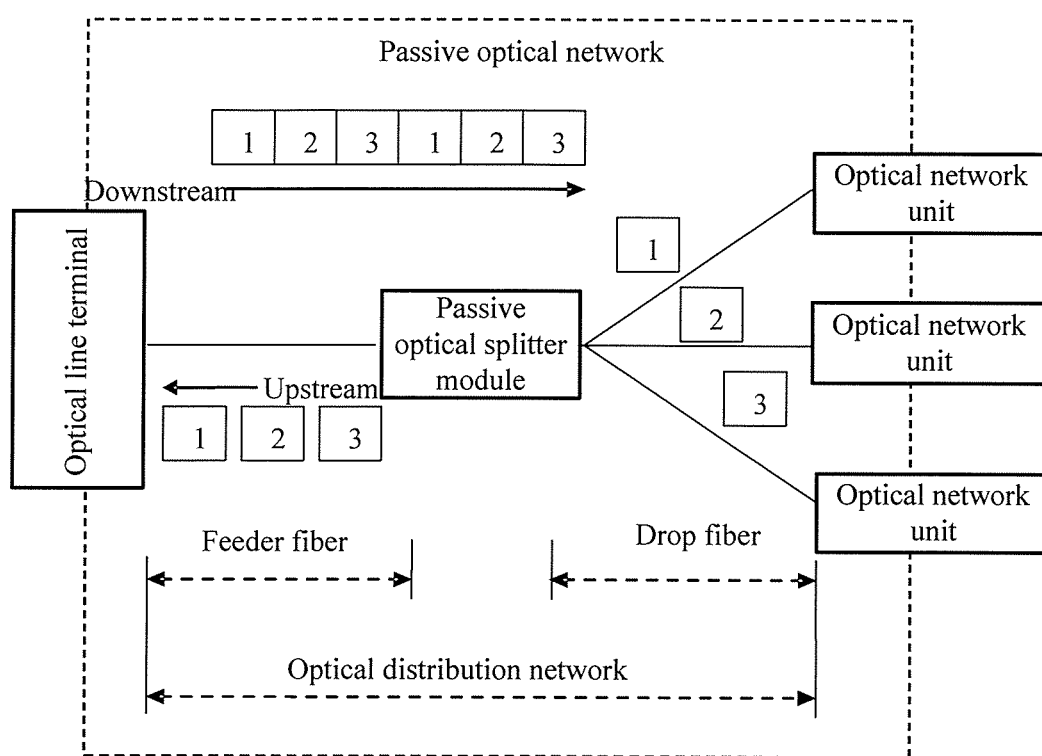 Passive optical network
1 2 3 1 2 3
Downstream
Optical network
unit
1
Optical line terminal
Passive
optical splitter
module
2
Optical network
unit
Upstream
1 2 3
3
Optical network
unit
Feeder fiber
Drop fiber
Optical distribution network